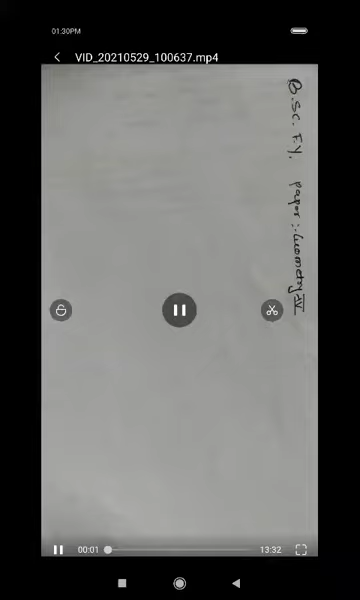 01:30PM
VID_20210529_100637.mp4
B.Sc. F.Y. paper:-Geometry IV
00:01
13:32